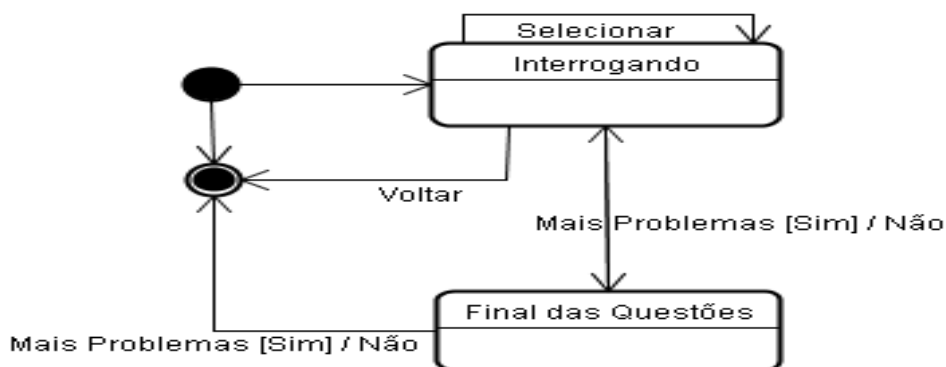 Selecionar
Interrogando
Voltar
Mais Problemas [Sim] / Não
Final das Questões
Mais Problemas [Sim] / Não